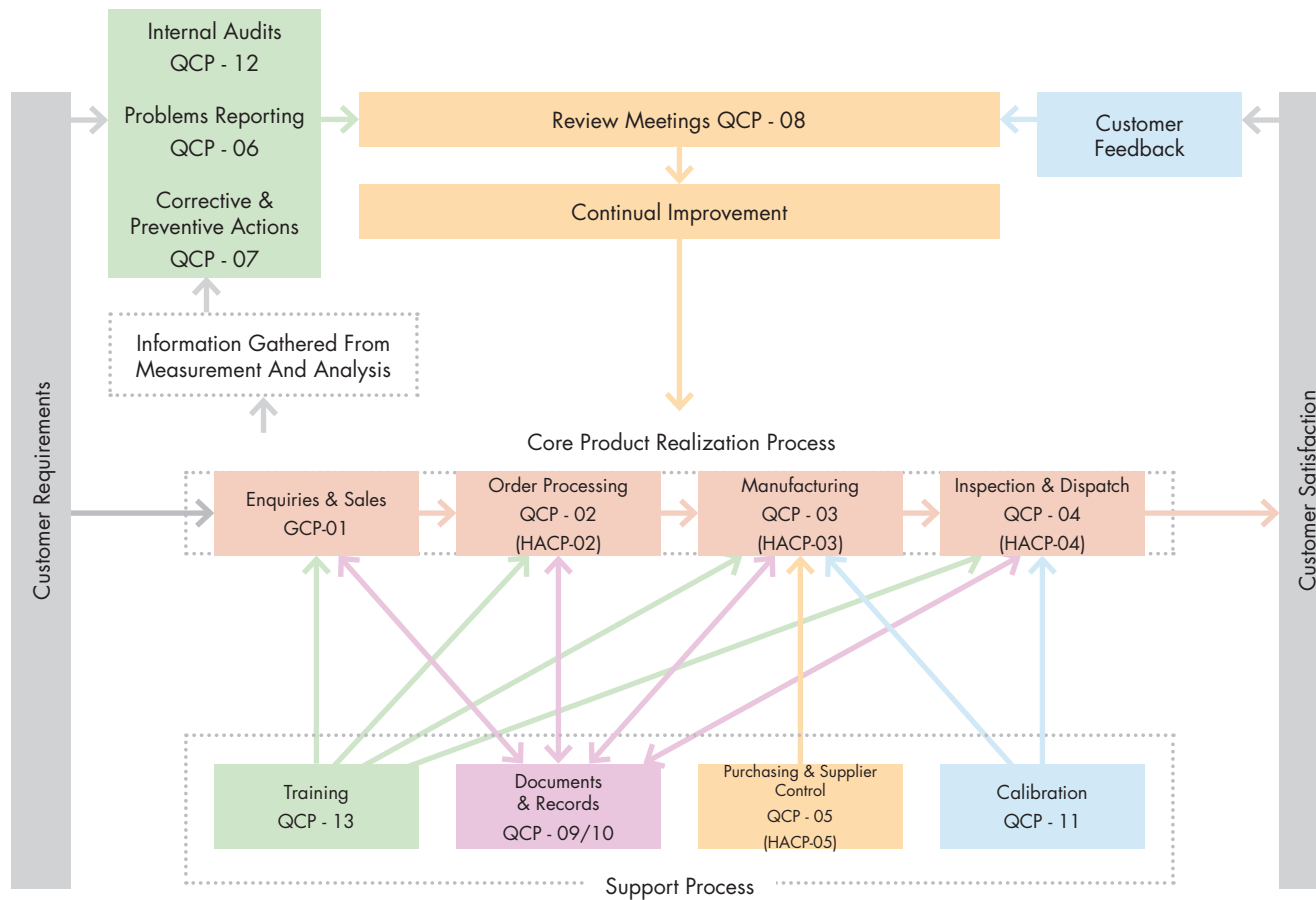 Internal Audits
QCP - 12
Problems Reporting
QCP - 06
Corrective &
Preventive Actions
QCP - 07
Review Meetings QCP - 08
Customer
Feedback
Continual Improvement
Information Gathered From
Measurement And Analysis
Customer Requirements
Customer Satisfaction
Core Product Realization Process
Enquiries & Sales
GCP-01
Order Processing
QCP - 02
(HACP-02)
Manufacturing
QCP - 03
(HACP-03)
Inspection & Dispatch
QCP - 04
(HACP-04)
Training
QCP - 13
Documents
& Records
QCP - 09/10
Purchasing & Supplier
Control
QCP - 05
(HACP-05)
Calibration
QCP - 11
Support Process